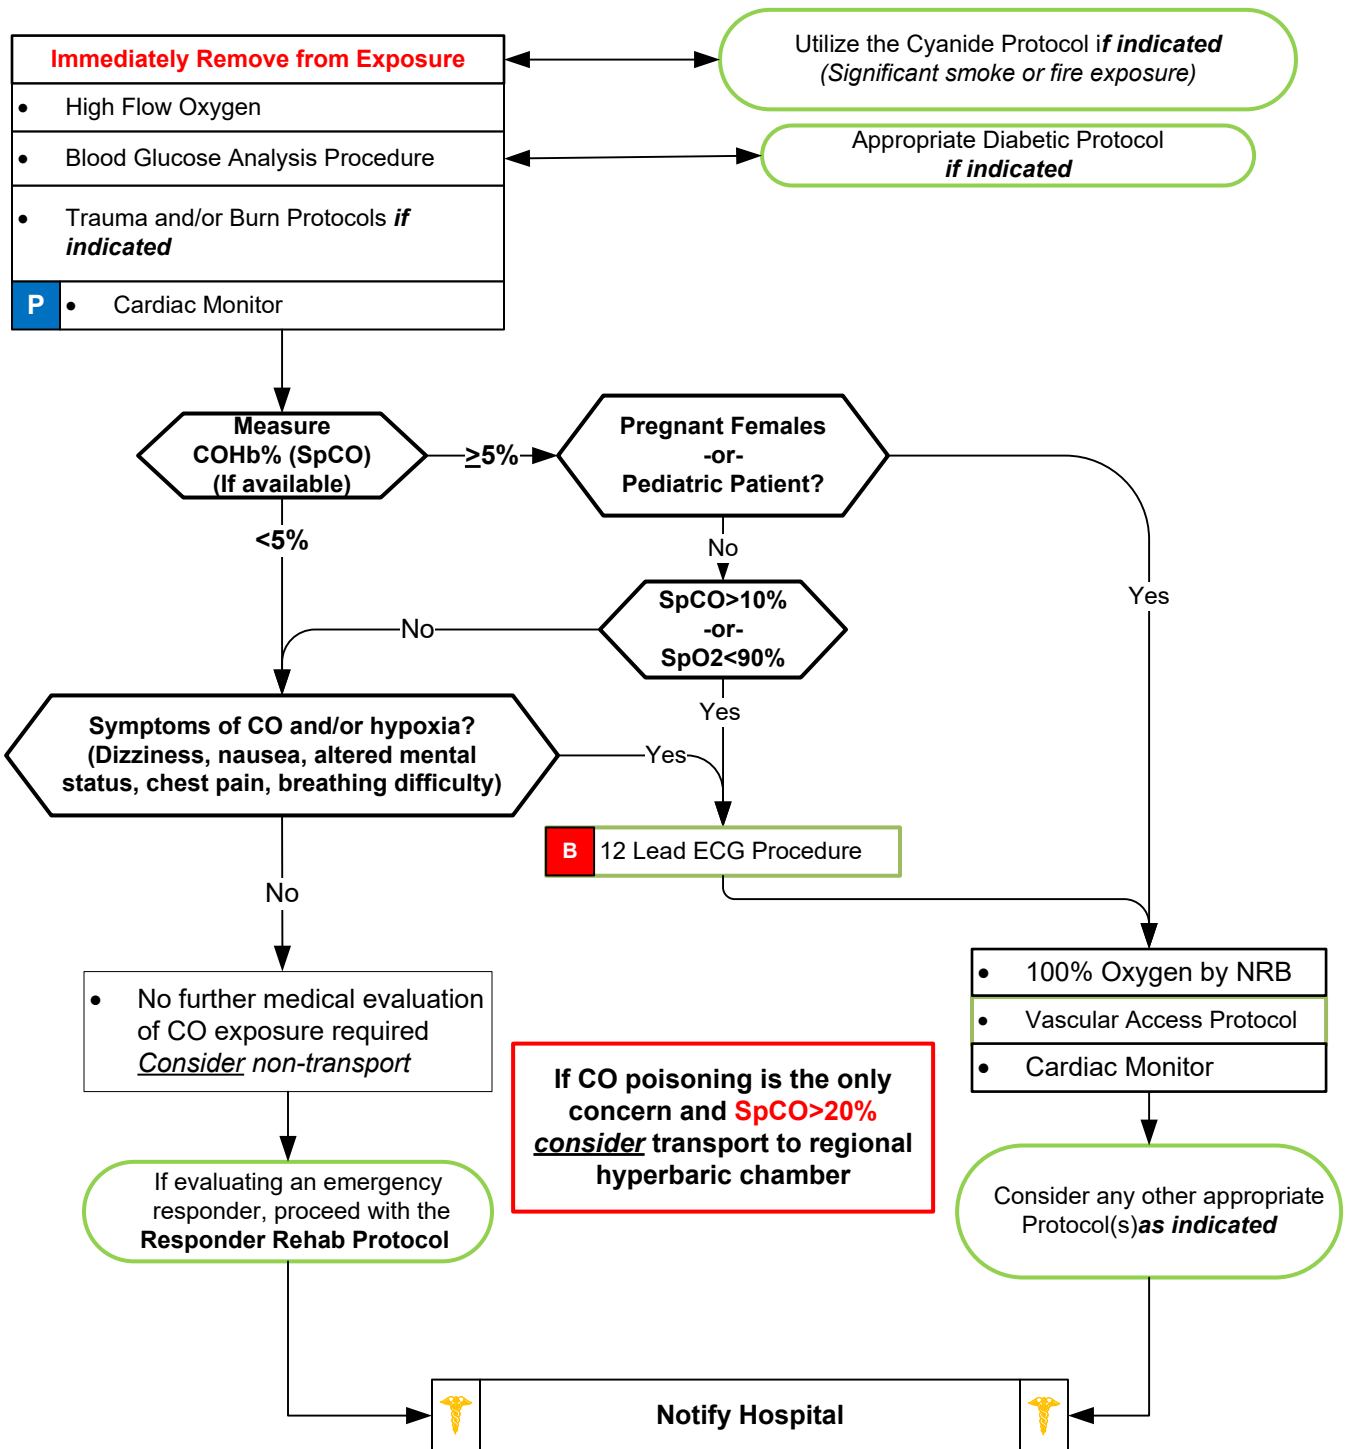 Immediately Remove from Exposure
Utilize the Cyanide Protocol if indicated
(Significant smoke or fire exposure)
• High Flow Oxygen
• Blood Glucose Analysis Procedure
Appropriate Diabetic Protocol
if indicated
• Trauma and/or Burn Protocols if
indicated
P • Cardiac Monitor
Measure
COHb% (SpCO)
(If available)
≥5%
Pregnant Females
-or-
Pediatric Patient?
<5%
No
Yes
SpCO>10%
-or-
SpO2<90%
No
Yes
Symptoms of CO and/or hypoxia?
(Dizziness, nausea, altered mental
status, chest pain, breathing difficulty)
Yes
B 12 Lead ECG Procedure
No
• No further medical evaluation
of CO exposure required
Consider non-transport
• 100% Oxygen by NRB
• Vascular Access Protocol
• Cardiac Monitor
If CO poisoning is the only
concern and SpCO>20%
consider transport to regional
hyperbaric chamber
If evaluating an emergency
responder, proceed with the
Responder Rehab Protocol
Consider any other appropriate
Protocol(s)as indicated
Notify Hospital